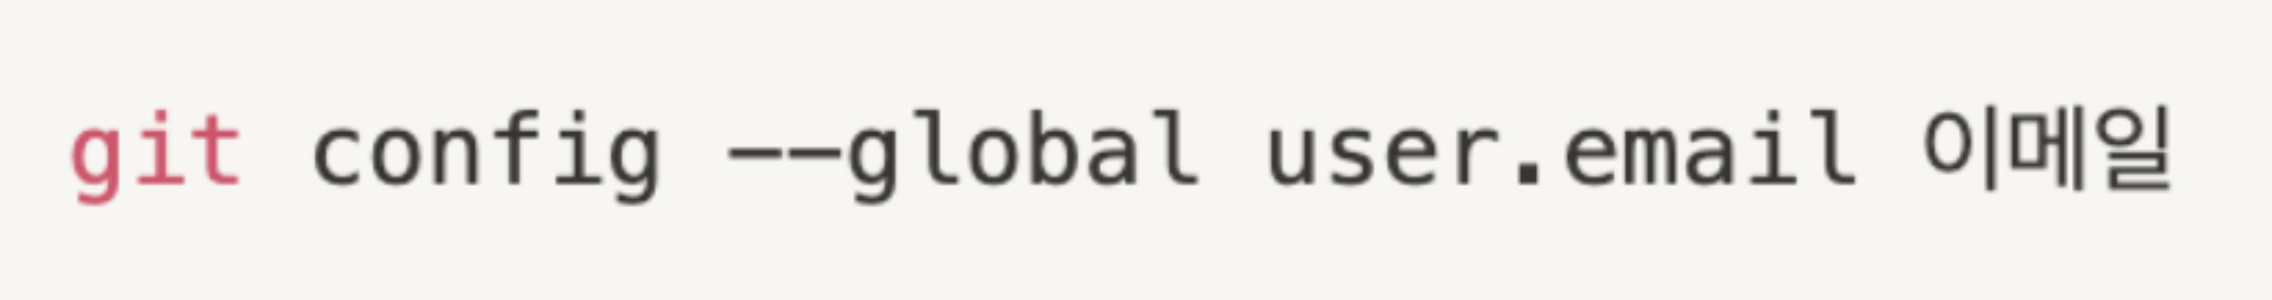 git config --global user.email 이메일